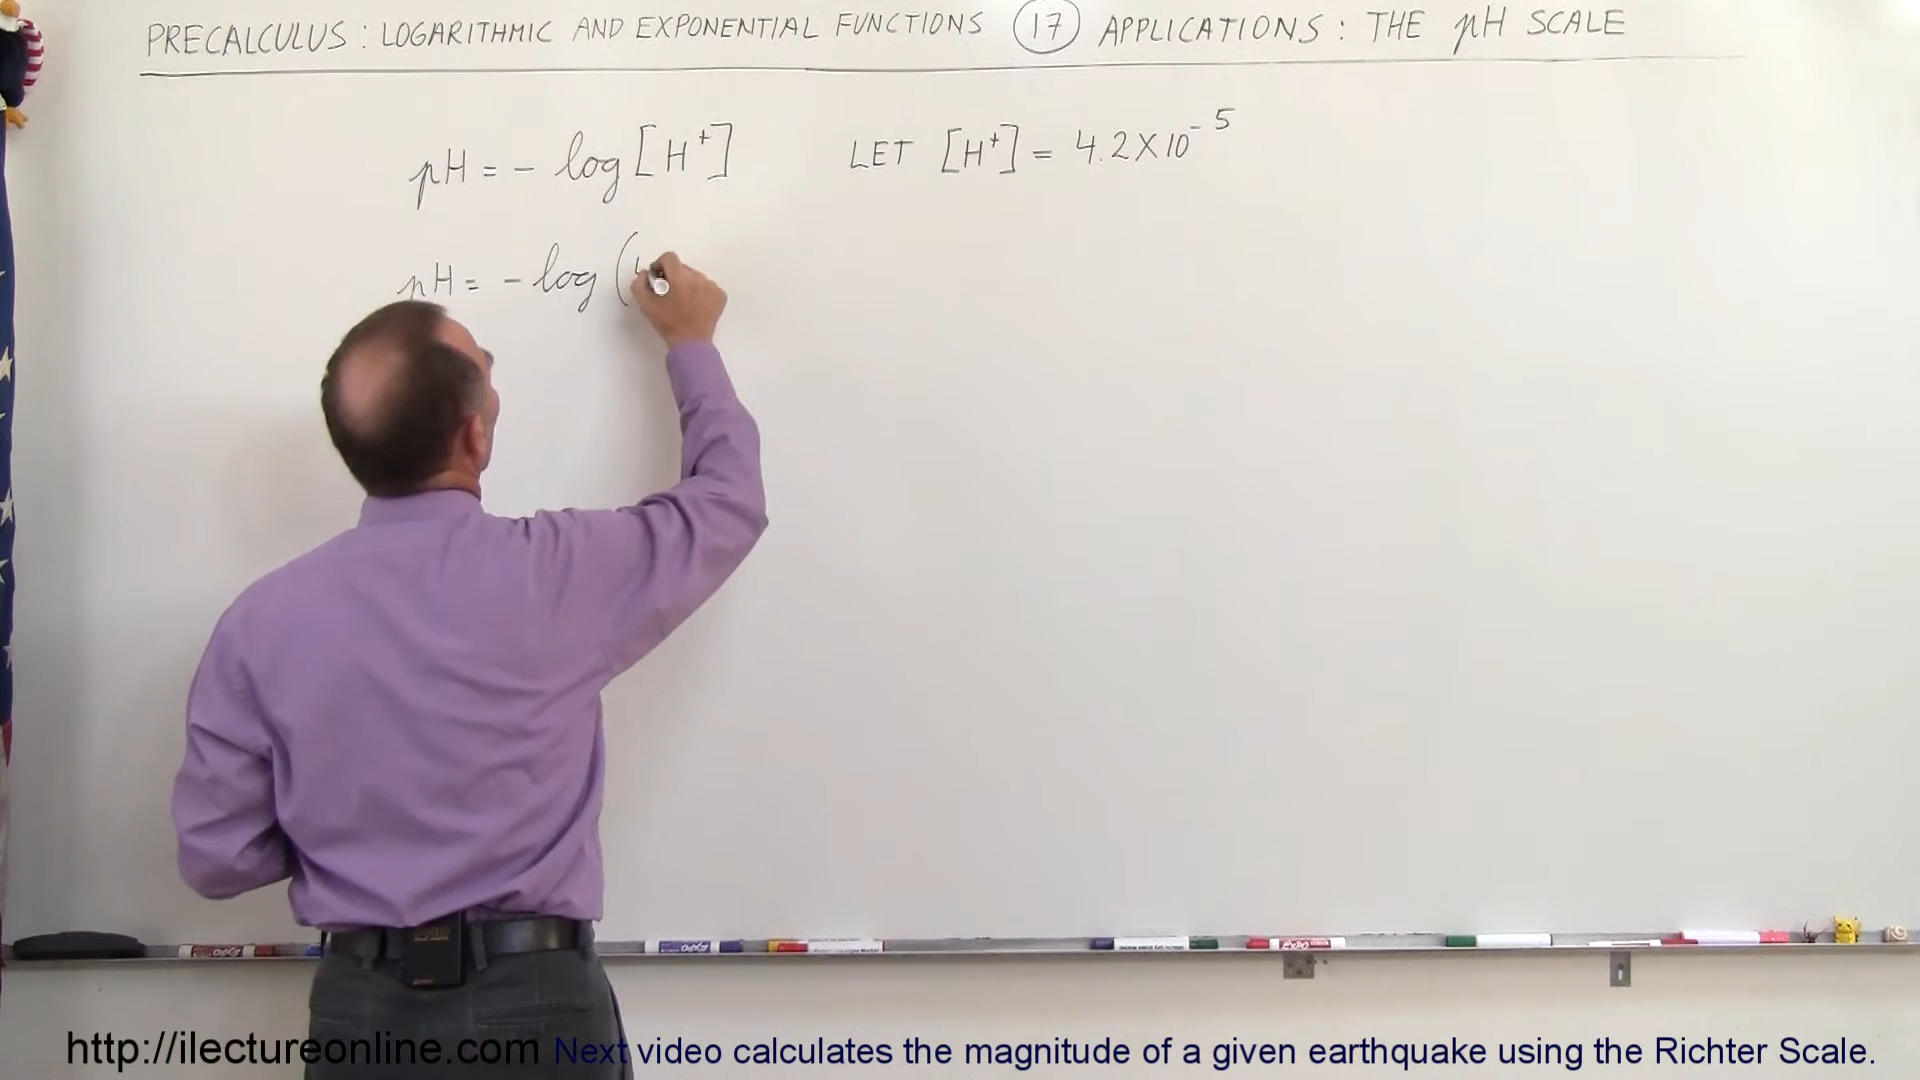 PRECALCULUS: LOGARITHMIC AND EXPONENTIAL FUNCTIONS 17 APPLICATIONS: THE pH SCALE
pH = - log [H⁺] LET [H⁺] = 4.2 X 10⁻⁵
pH = - log (4
http://ilectureonline.com Next video calculates the magnitude of a given earthquake using the Richter Scale.